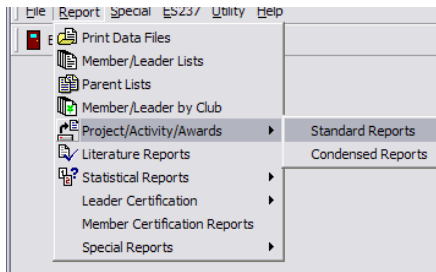 File Report Special ES237 Utility Help
Print Data Files
Member/Leader Lists
Parent Lists
Member/Leader by Club
Project/Activity/Awards Standard Reports
Literature Reports Condensed Reports
Statistical Reports
Leader Certification
Member Certification Reports
Special Reports